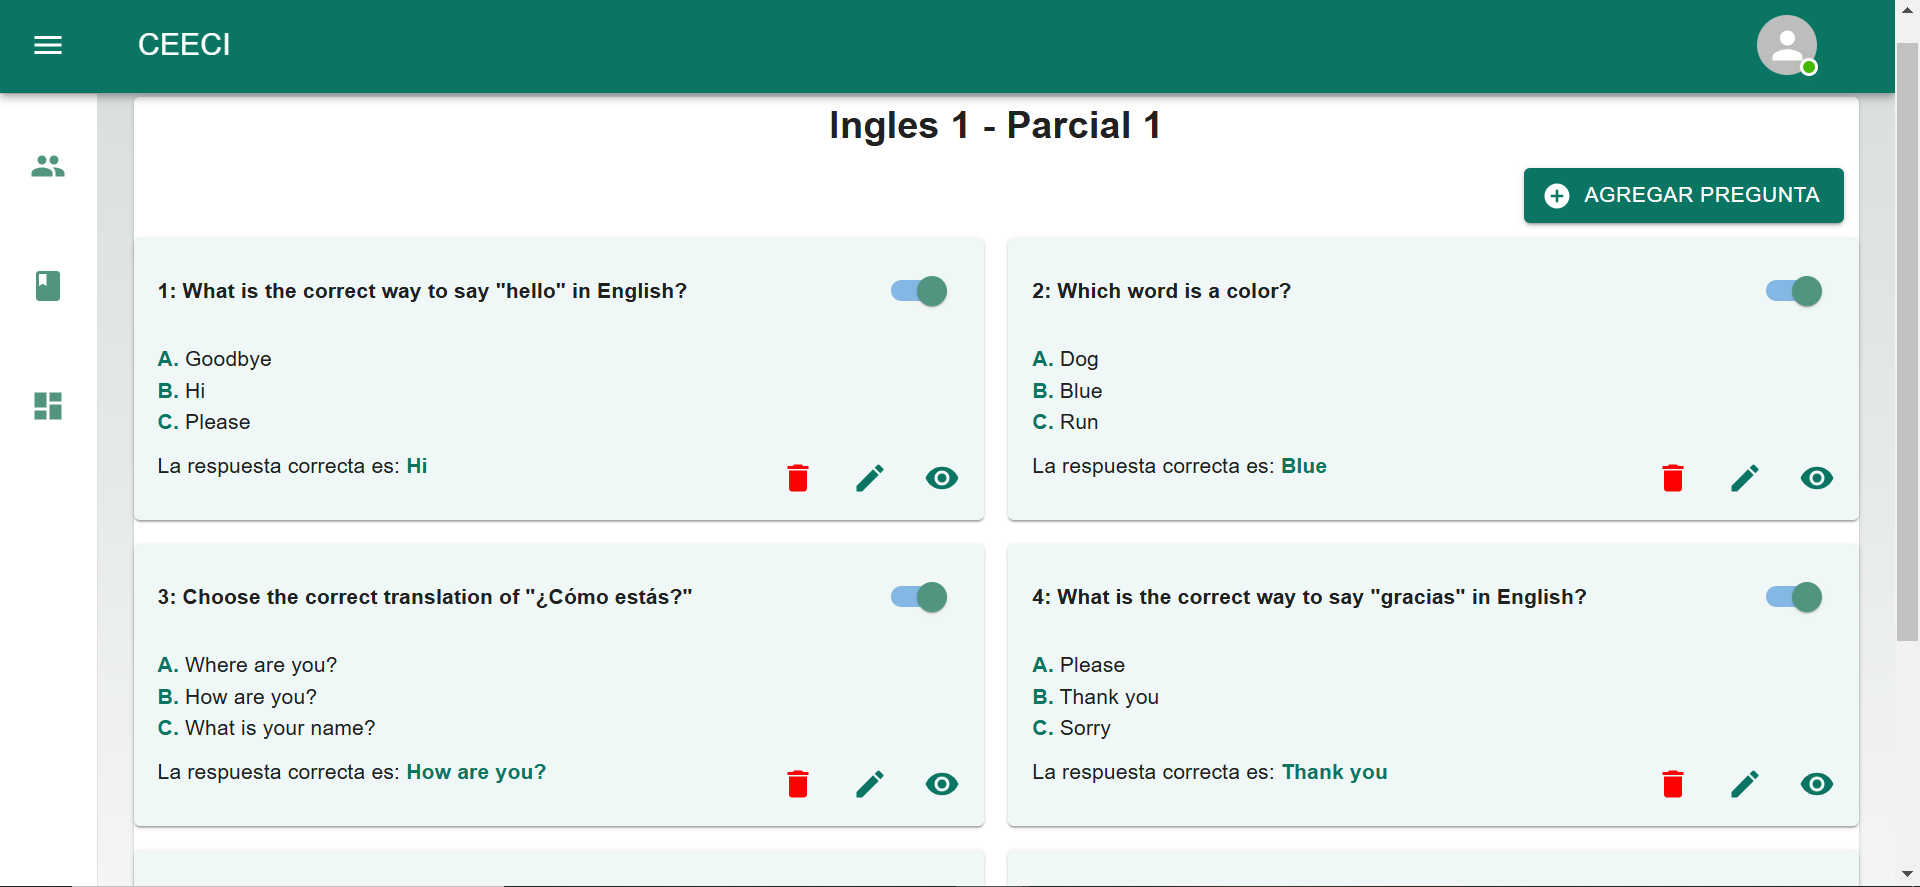 CEECI
Ingles 1 - Parcial 1
AGREGAR PREGUNTA
1: What is the correct way to say "hello" in English?
A. Goodbye
B. Hi
C. Please
La respuesta correcta es: Hi
2: Which word is a color?
A. Dog
B. Blue
C. Run
La respuesta correcta es: Blue
3: Choose the correct translation of "¿Cómo estás?"
A. Where are you?
B. How are you?
C. What is your name?
La respuesta correcta es: How are you?
4: What is the correct way to say "gracias" in English?
A. Please
B. Thank you
C. Sorry
La respuesta correcta es: Thank you